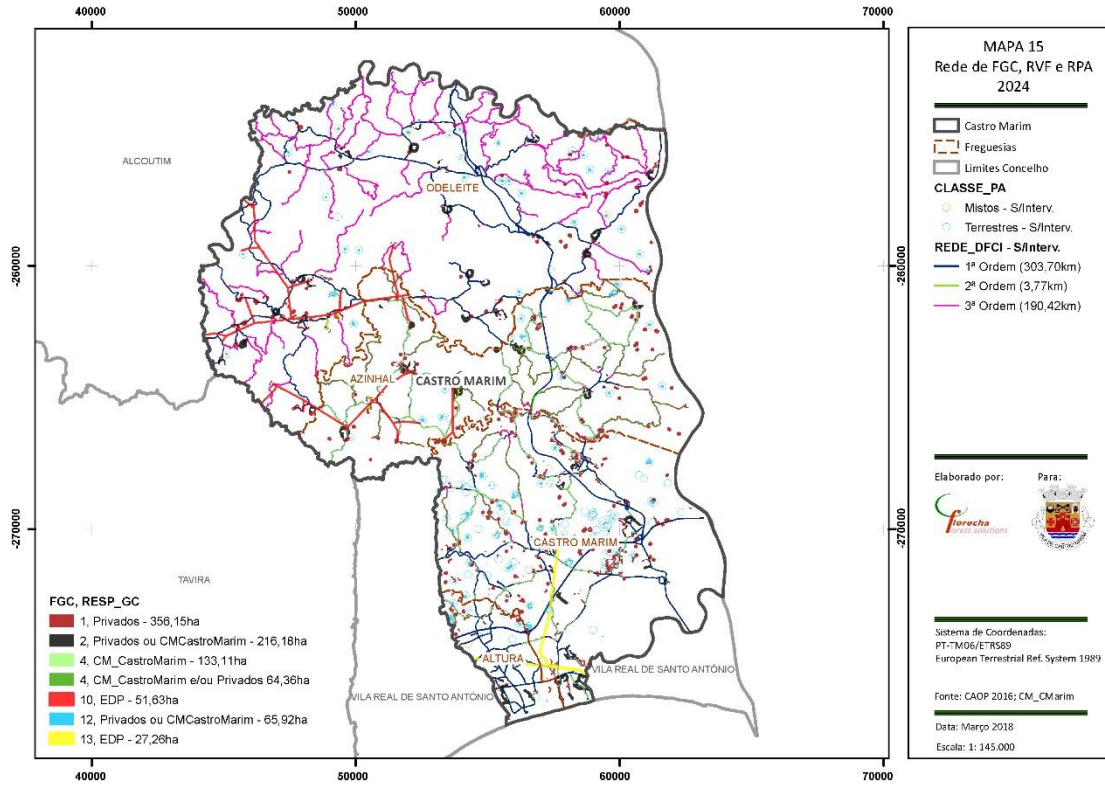 40000
50000
60000
70000
-260000
-260000
-270000
-270000
ALCOUTIM
ODELEITE
AZINHAL
CASTRO MARIM
CASTRO MARIM
TAVIRA
ALTURA
VILA REAL DE SANTO ANTÓNIO
VILA REAL DE SANTO ANTÓNIO
FGC, RESP_GC
1, Privados - 356,15ha
2, Privados ou CMCastroMarim - 216,18ha
4, CM_CastroMarim - 133,11ha
4, CM_CastroMarim e/ou Privados 64,36ha
10, EDP - 51,63ha
12, Privados ou CMCastroMarim - 65,92ha
13, EDP - 27,26ha
40000
50000
60000
70000
MAPA 15
Rede de FGC, RVF e RPA
2024
Castro Marim
Freguesias
Limites Concelho
CLASSE_PA
Mistos - S/Interv.
Terrestres - S/Interv.
REDE_DFCI - S/Interv.
1ª Ordem (303,70km)
2ª Ordem (3,77km)
3ª Ordem (190,42km)
Elaborado por:
Para:
florecha
forest solutions
VILA DE CASTRO MARIM
Sistema de Coordenadas:
PT-TM06/ETRS89
European Terrestrial Ref. System 1989
Fonte: CAOP 2016; CM_CMarim
Data: Março 2018
Escala: 1: 145.000